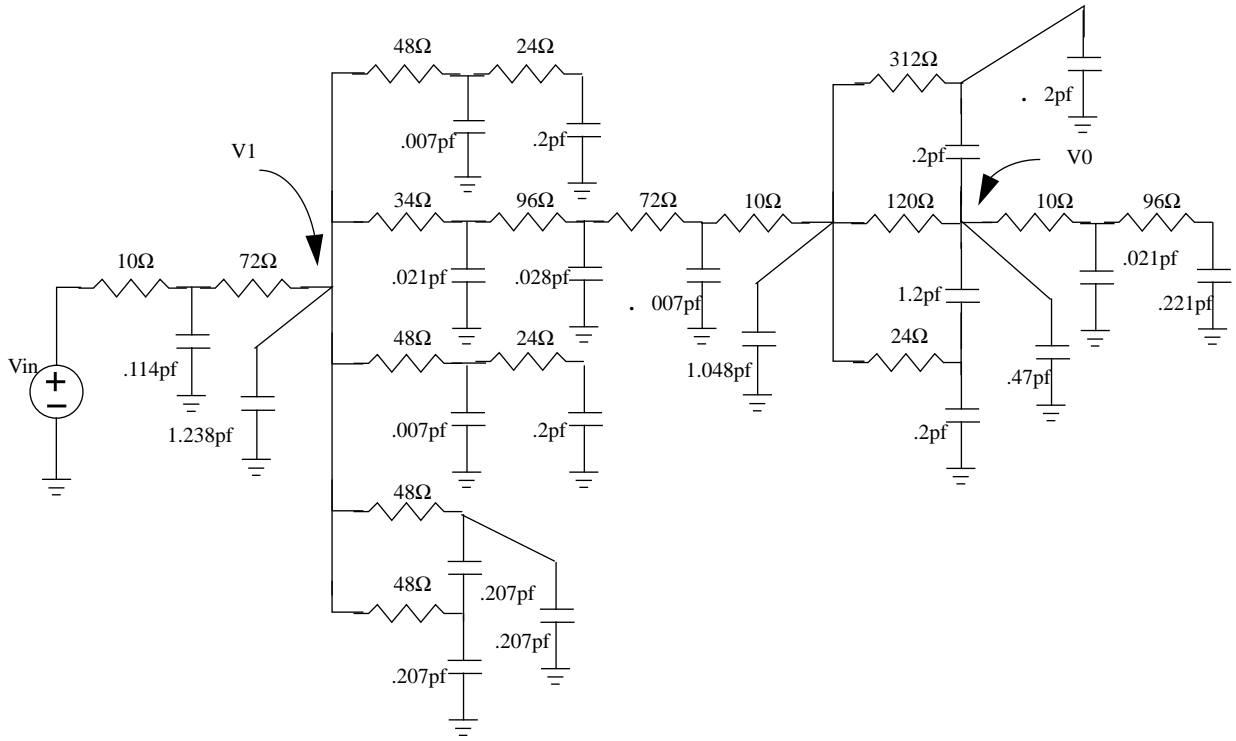 48Ω 24Ω
312Ω
. 2pf
.007pf .2pf
.2pf
V1
V0
34Ω 96Ω 72Ω 10Ω 120Ω 10Ω 96Ω
10Ω 72Ω
.021pf .028pf . 007pf
1.2pf
.021pf
.221pf
48Ω 24Ω
24Ω
Vin
.114pf
1.048pf
.47pf
1.238pf
.007pf .2pf
.2pf
48Ω
48Ω
.207pf
.207pf
.207pf